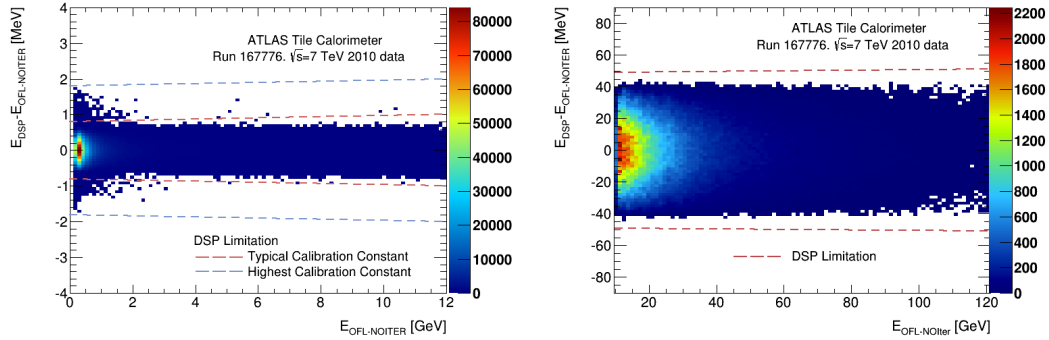 E_DSP-E_OFL-NOITER [MeV]
4
3
2
1
0
-1
-2
-3
-4
ATLAS Tile Calorimeter
Run 167776. √s=7 TeV 2010 data
DSP Limitation
Typical Calibration Constant
Highest Calibration Constant
0 2 4 6 8 10 12
E_OFL-NOITER [GeV]
80000
70000
60000
50000
40000
30000
20000
10000
0
E_DSP-E_OFL-NOITER [MeV]
80
60
40
20
0
-20
-40
-60
-80
ATLAS Tile Calorimeter
Run 167776. √s=7 TeV 2010 data
DSP Limitation
20 40 60 80 100 120
E_OFL-NOIter [GeV]
2200
2000
1800
1600
1400
1200
1000
800
600
400
200
0